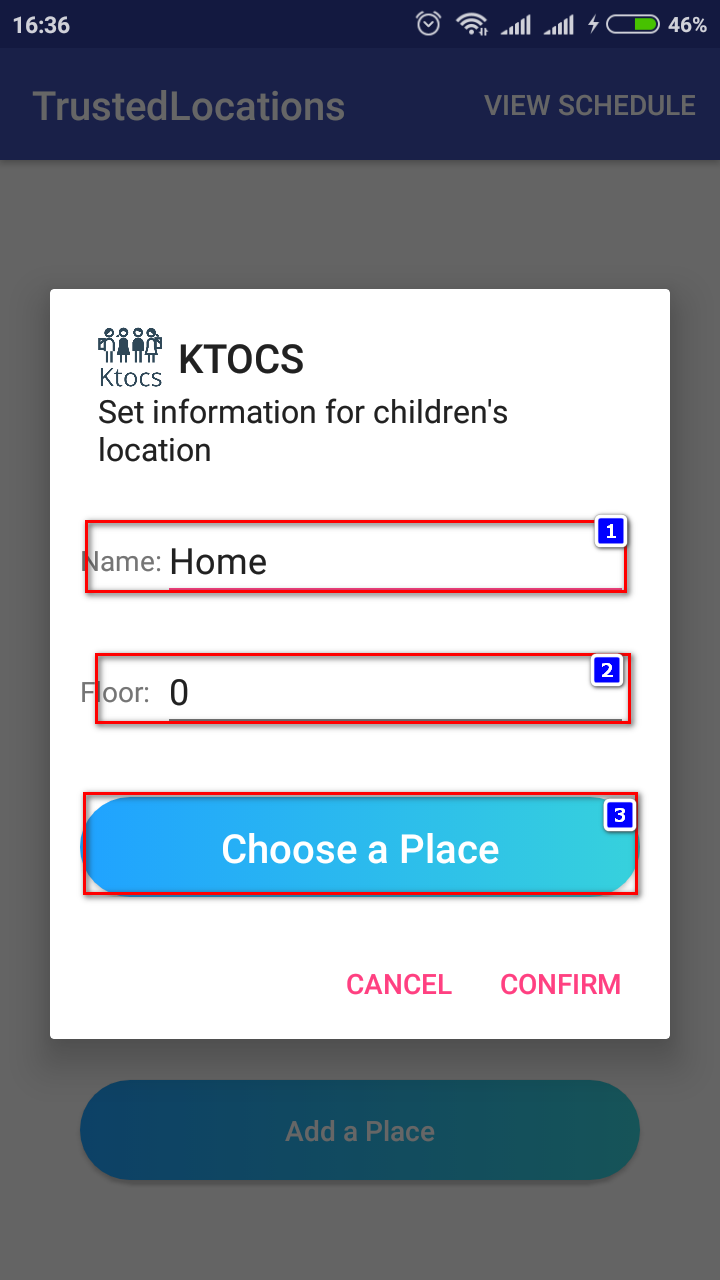 16:36 46%
TrustedLocations VIEW SCHEDULE
Ktocs KTOCS
Set information for children's
location
1
Name: Home
2
Floor: 0
3
Choose a Place
CANCEL CONFIRM
Add a Place